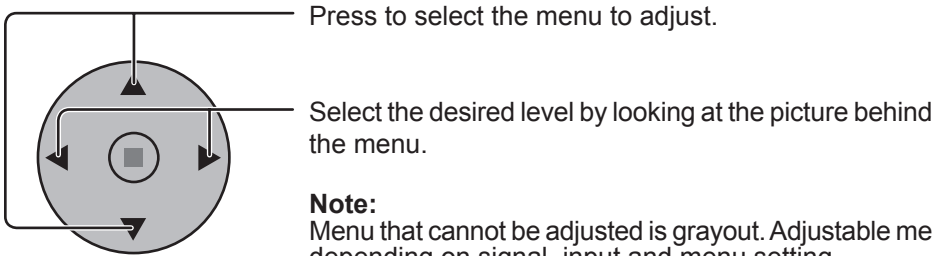 Press to select the menu to adjust.
Select the desired level by looking at the picture behind
the menu.
Note:
Menu that cannot be adjusted is grayout. Adjustable me
depending on signal, input and menu setting